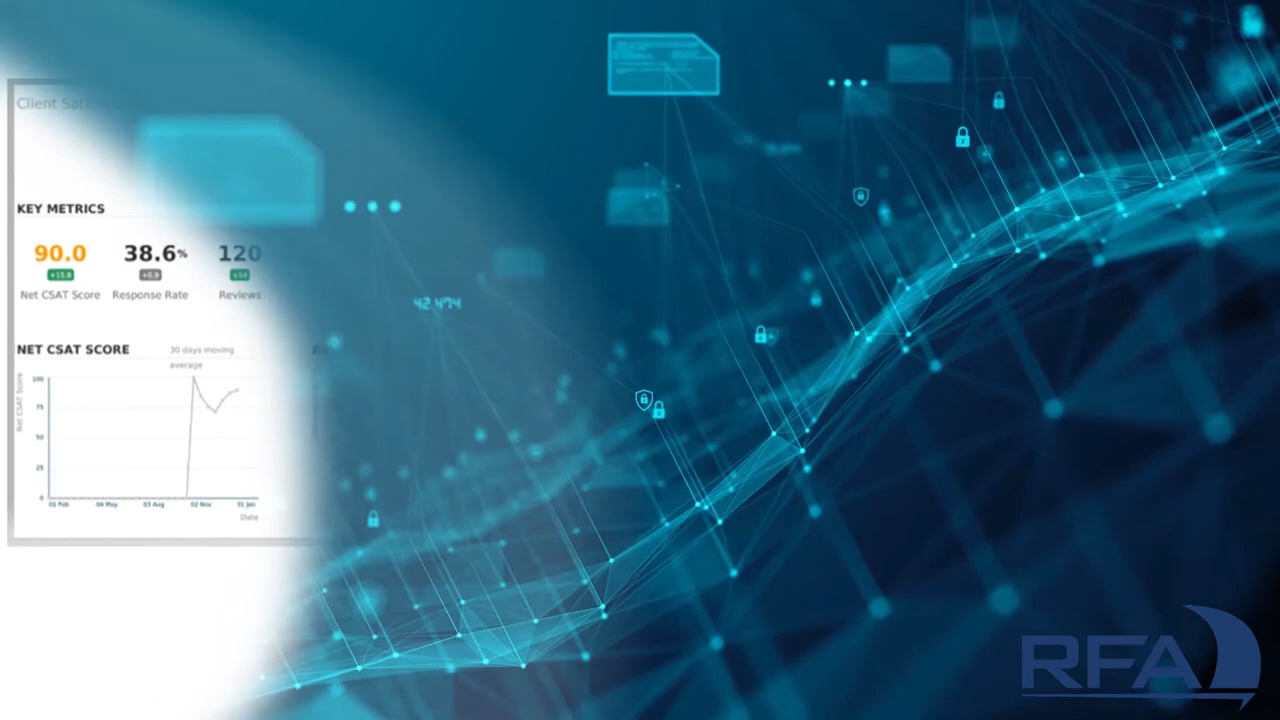 Client Sat
KEY METRICS
90.0 38.6% 120
+15.8 +0.9 +54
Net CSAT Score Response Rate Reviews
42.474
NET CSAT SCORE 30 days moving
average
Net CSAT Score
100
75
50
25
0
01 Feb 04 May 03 Aug 02 Nov 31 Jan
Date
RFA